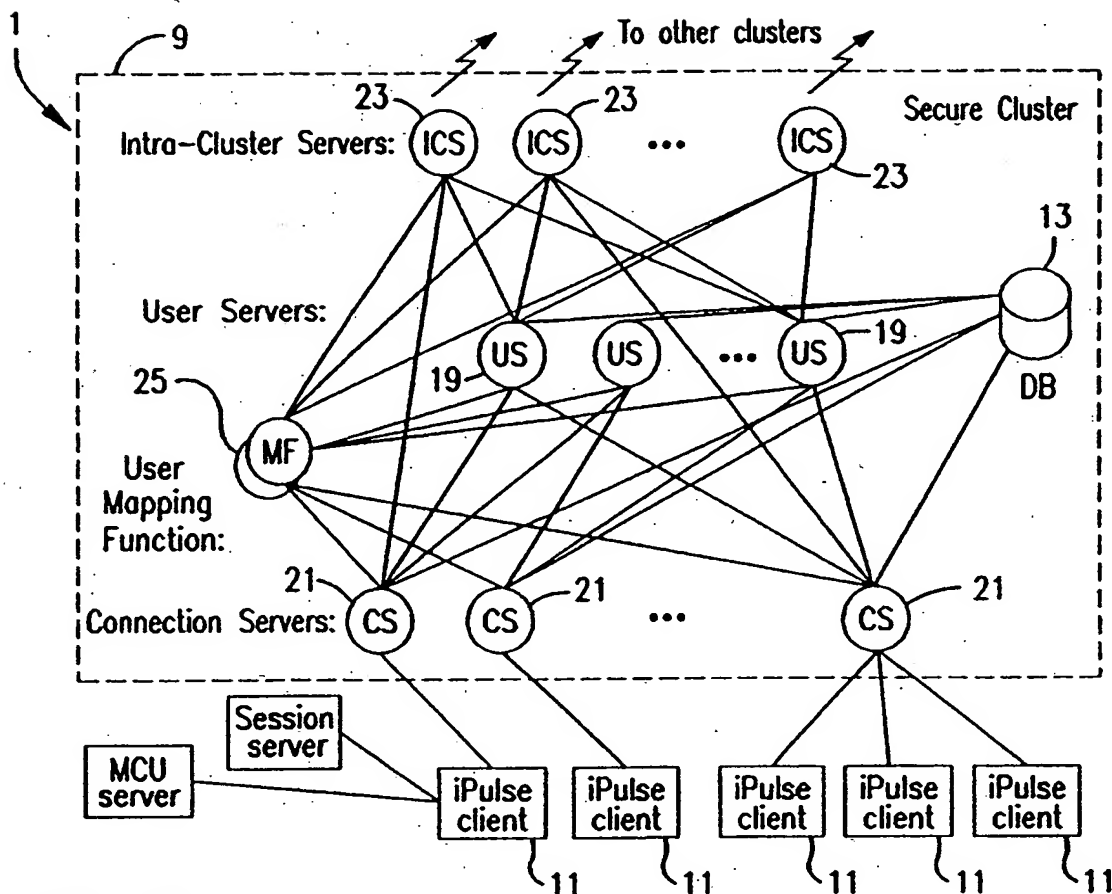 1
9
To other clusters
23
23
Secure Cluster
Intra-Cluster Servers:
ICS
ICS
•••
ICS
23
13
User Servers:
19
US
US
•••
US
19
DB
25
MF
User
Mapping
Function:
21
21
21
Connection Servers:
CS
CS
•••
CS
Session
server
MCU
server
iPulse
client
iPulse
client
iPulse
client
iPulse
client
iPulse
client
11
11
11
11
11